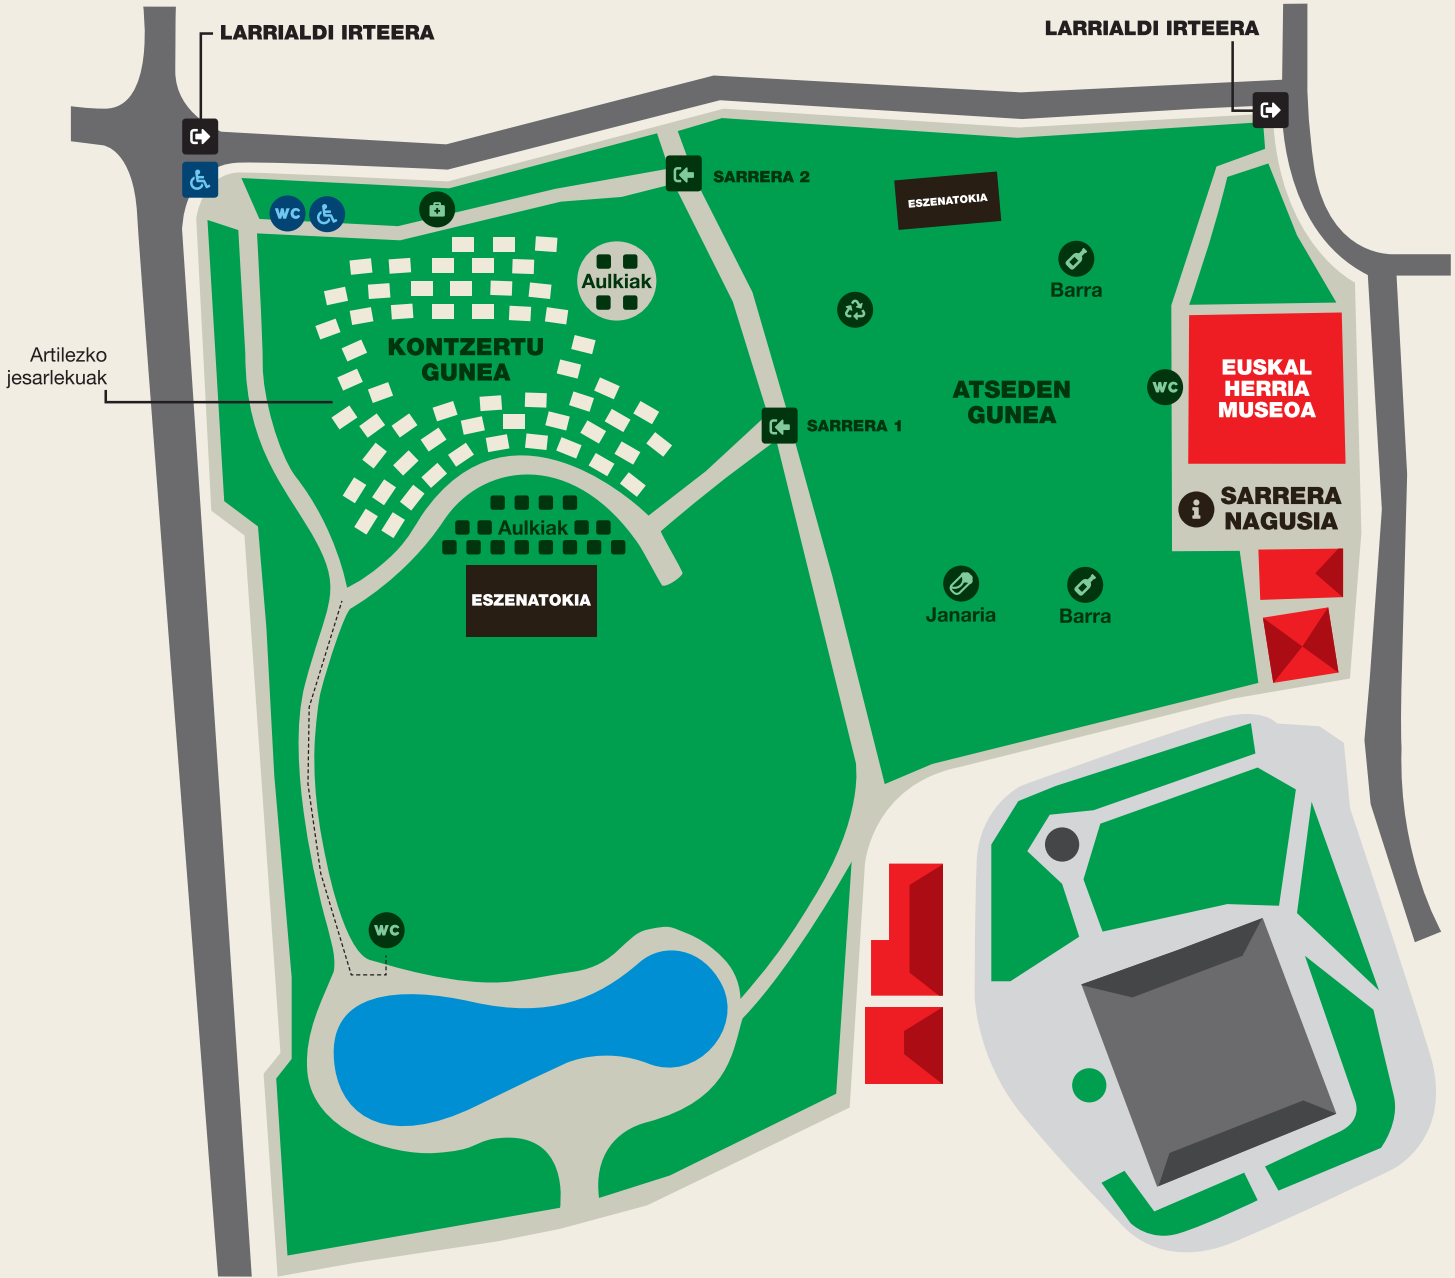 LARRIALDI IRTEERA
LARRIALDI IRTEERA
SARRERA 2
ESZENATOKIA
WC
Aulkiak
Barra
KONTZERTU
GUNEA
Artilezko
jesarlekuak
EUSKAL
HERRIA
MUSEOA
WC
ATSEDEN
GUNEA
SARRERA 1
i
SARRERA
NAGUSIA
Aulkiak
ESZENATOKIA
Janaria
Barra
WC